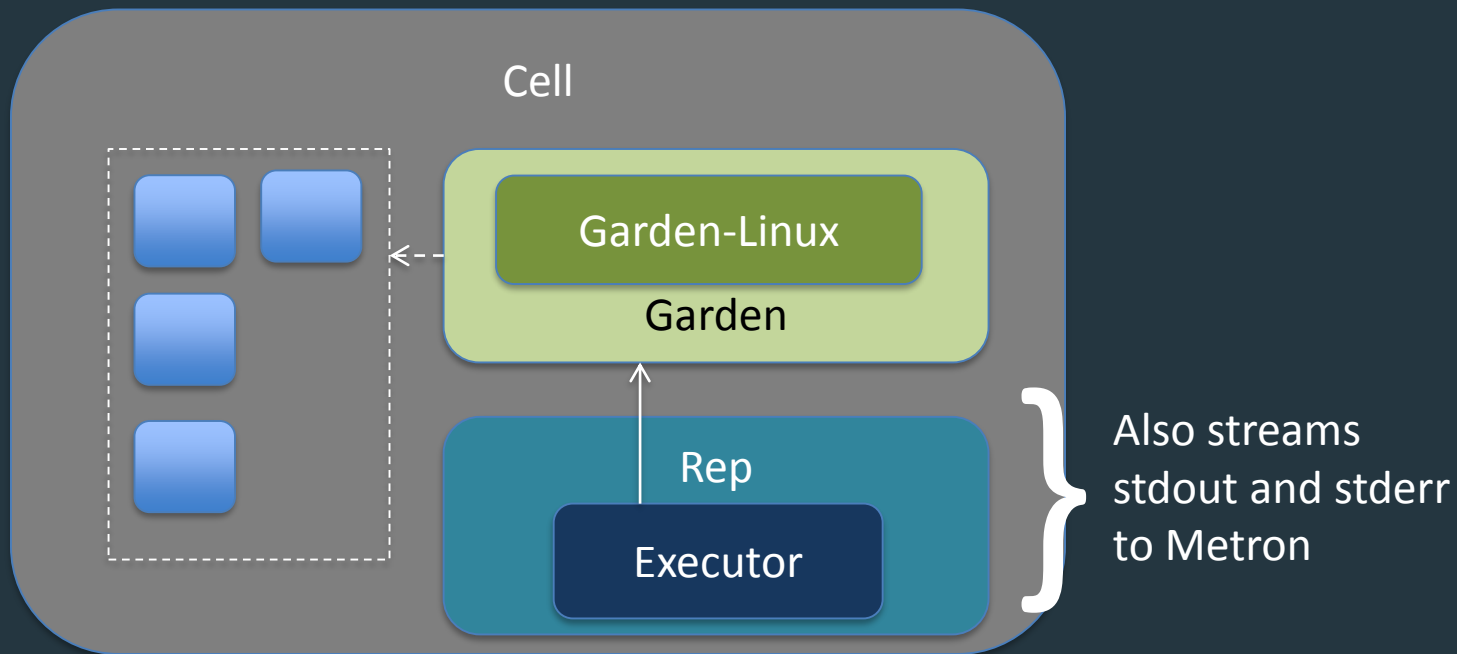 Cell
Garden-Linux
Garden
Rep
Executor
Also streams
stdout and stderr
to Metron